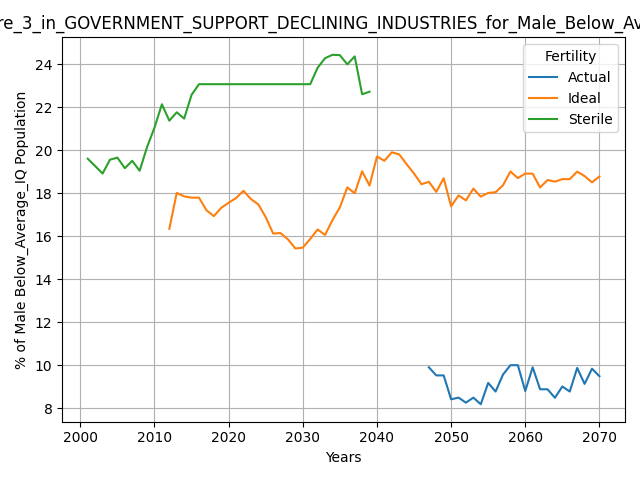 re_3_in_GOVERNMENT_SUPPORT_DECLINING_INDUSTRIES_for_Male_Below_Av
Fertility
Actual
Ideal
Sterile
% of Male Below_Average_IQ Population
24
22
20
18
16
14
12
10
8
2000 2010 2020 2030 2040 2050 2060 2070
Years